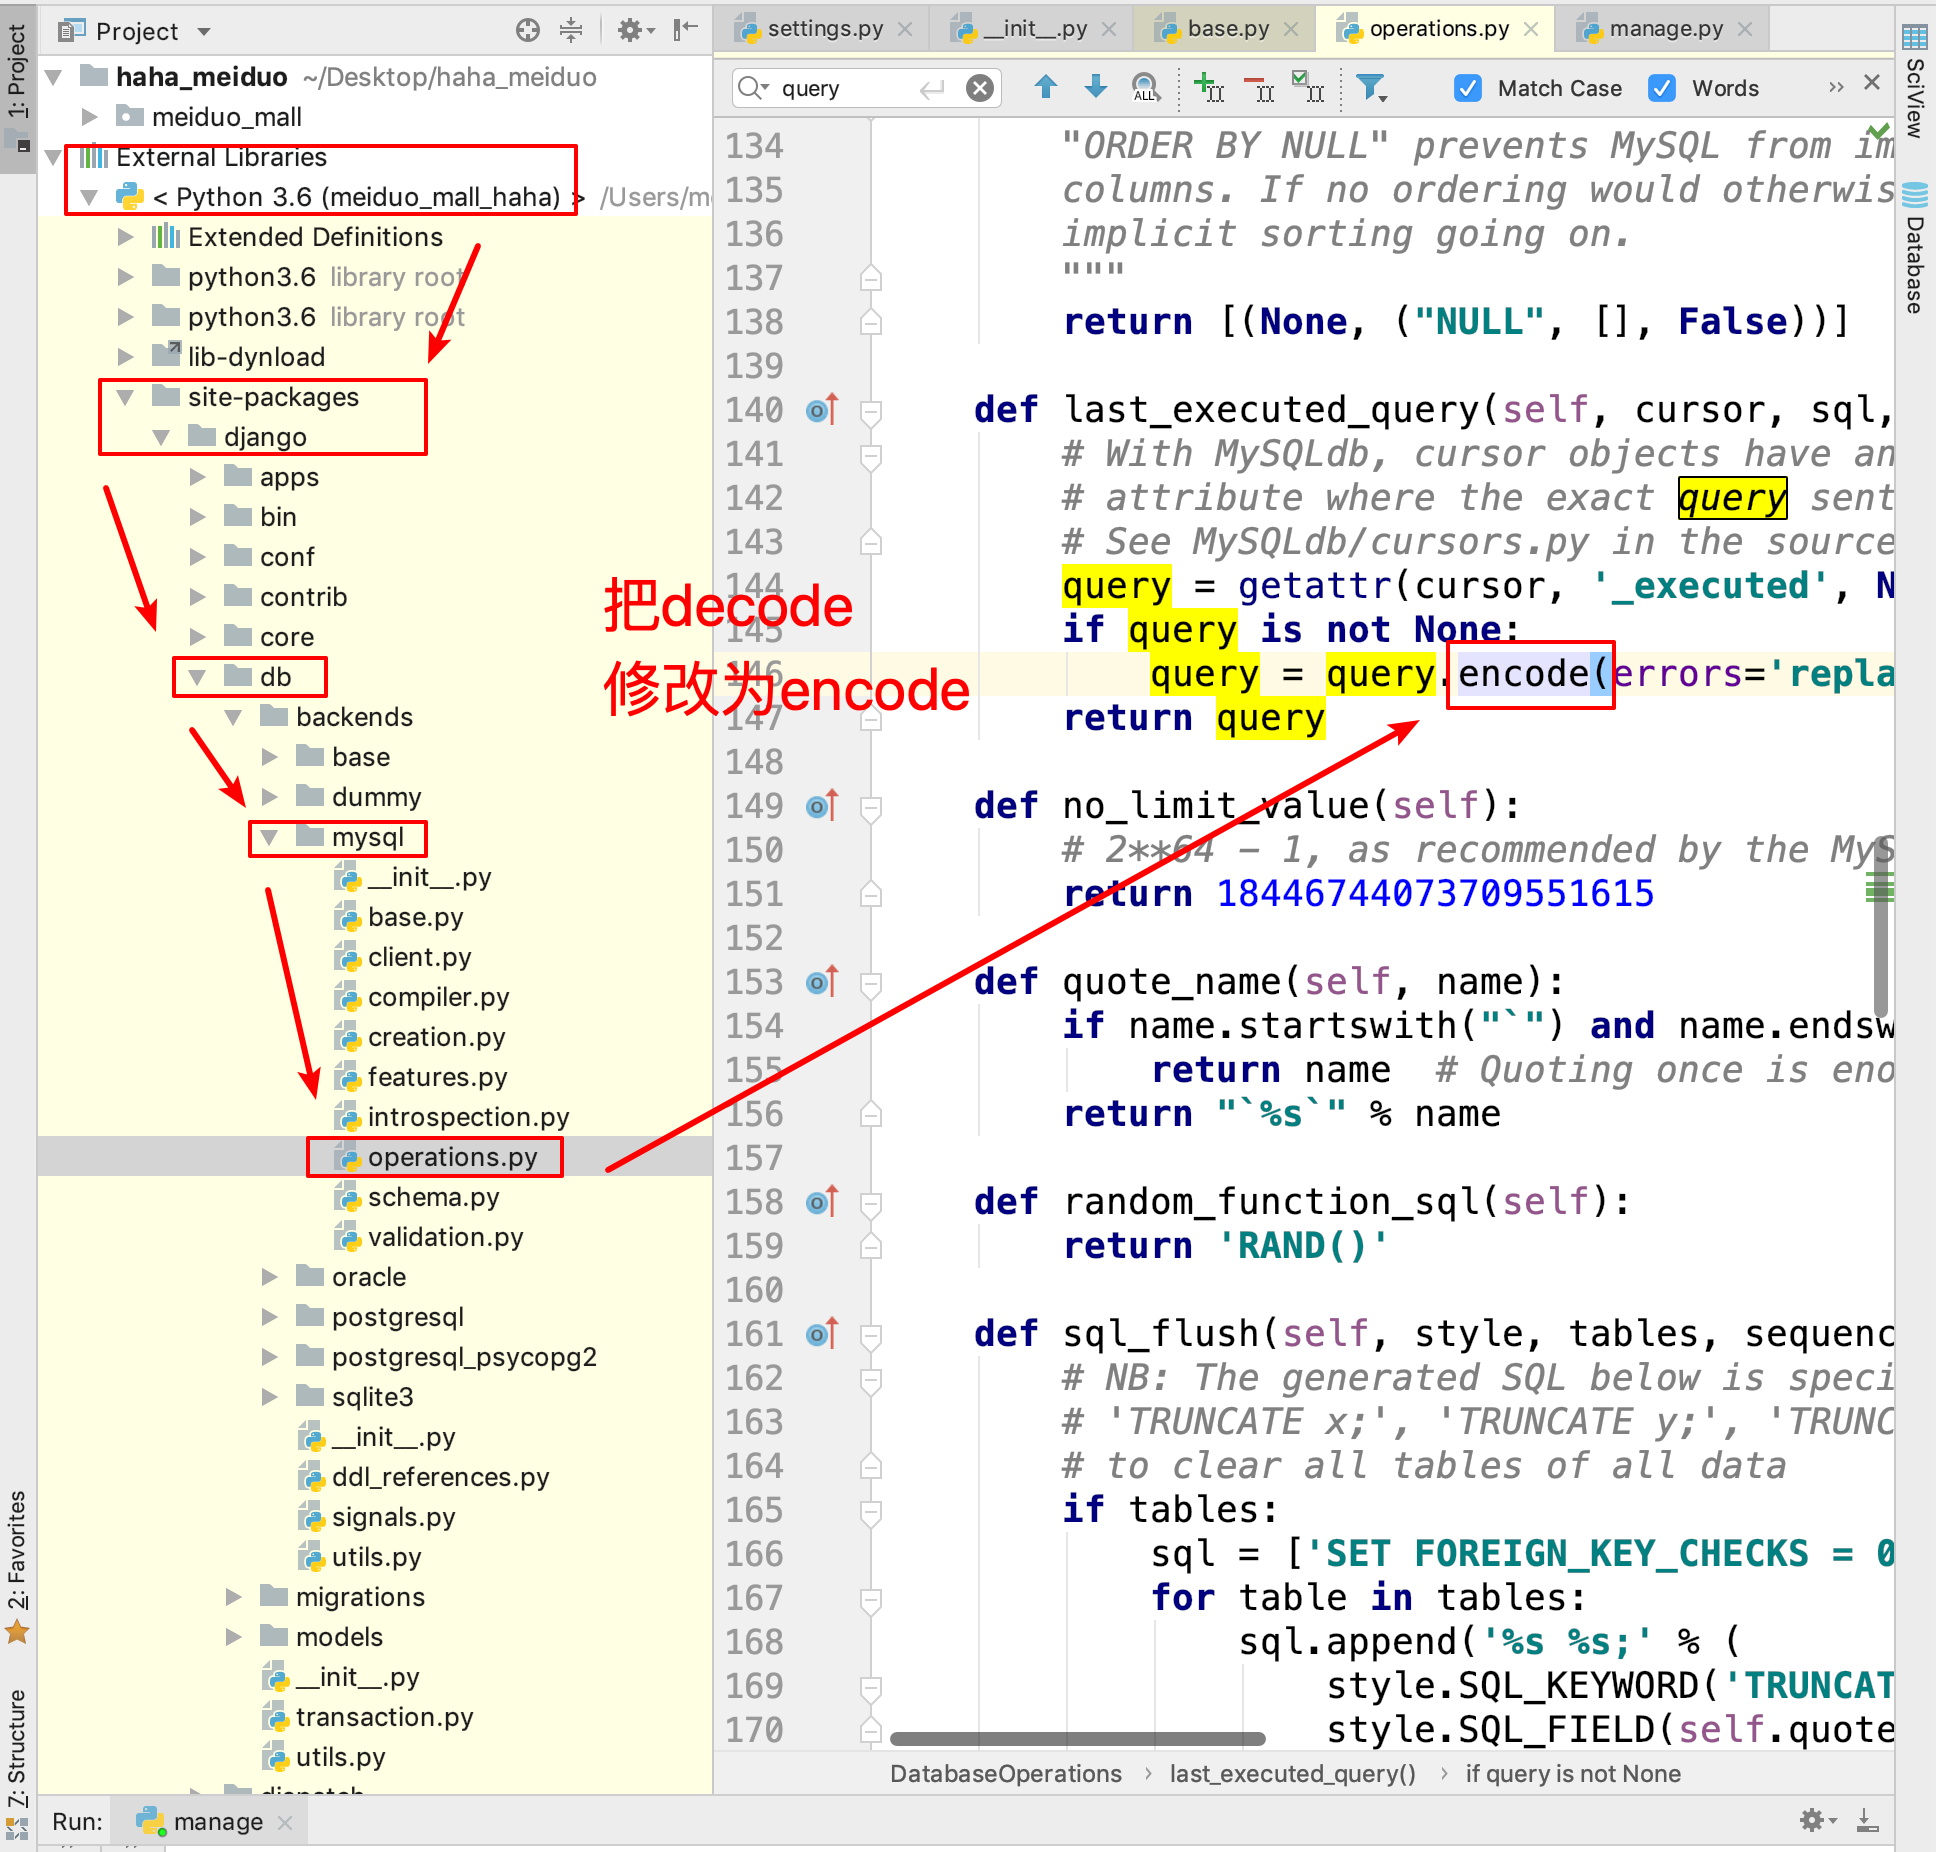 Project
settings.py
__init__.py
base.py
operations.py
manage.py
1: Project
2: Favorites
7: Structure
SciView
Database
haha_meiduo ~/Desktop/haha_meiduo
meiduo_mall
External Libraries
< Python 3.6 (meiduo_mall_haha) > /Users/m
Extended Definitions
python3.6 library root
python3.6 library root
lib-dynload
site-packages
django
apps
bin
conf
contrib
core
db
backends
base
dummy
mysql
__init__.py
base.py
client.py
compiler.py
creation.py
features.py
introspection.py
operations.py
schema.py
validation.py
oracle
postgresql
postgresql_psycopg2
sqlite3
__init__.py
ddl_references.py
signals.py
utils.py
migrations
models
__init__.py
transaction.py
utils.py
dispatch
query
ALL
Match Case
Words
134 "ORDER BY NULL" prevents MySQL from im
135 columns. If no ordering would otherwis
136 implicit sorting going on.
137 """
138 return [(None, ("NULL", [], False))]
139
140 def last_executed_query(self, cursor, sql,
141 # With MySQLdb, cursor objects have an
142 # attribute where the exact query sent
143 # See MySQLdb/cursors.py in the source
144 query = getattr(cursor, '_executed', N
145 if query is not None:
146 query = query.encode(errors='repla
147 return query
148
149 def no_limit_value(self):
150 # 2**64 - 1, as recommended by the MyS
151 return 18446744073709551615
152
153 def quote_name(self, name):
154 if name.startswith("`") and name.endsw
155 return name # Quoting once is eno
156 return "`%s`" % name
157
158 def random_function_sql(self):
159 return 'RAND()'
160
161 def sql_flush(self, style, tables, sequenc
162 # NB: The generated SQL below is speci
163 # 'TRUNCATE x;', 'TRUNCATE y;', 'TRUNC
164 # to clear all tables of all data
165 if tables:
166 sql = ['SET FOREIGN_KEY_CHECKS = 0
167 for table in tables:
168 sql.append('%s %s;' % (
169 style.SQL_KEYWORD('TRUNCAT
170 style.SQL_FIELD(self.quote
把decode
修改为encode
DatabaseOperations › last_executed_query() › if query is not None
Run: manage